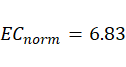 EC_norm = 6.83